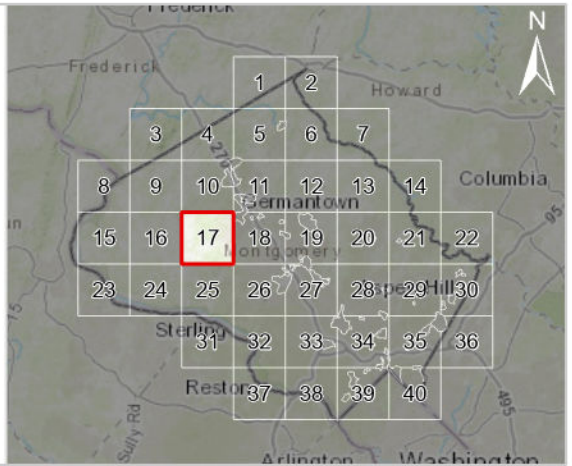 Frederick
N
Frederick
1 2
Howard
270
3 4 5 6 7
8 9 10 11 12 13 14
Columbia
Germantown
95
15 16 17 18 19 20 21 22
Montgomery
23 24 25 26 27 28 29 30
Aspen Hill
15
Sterling
31 32 33 34 35 36
Reston
37 38 39 40
495
Sully Rd
Arlington
Washington